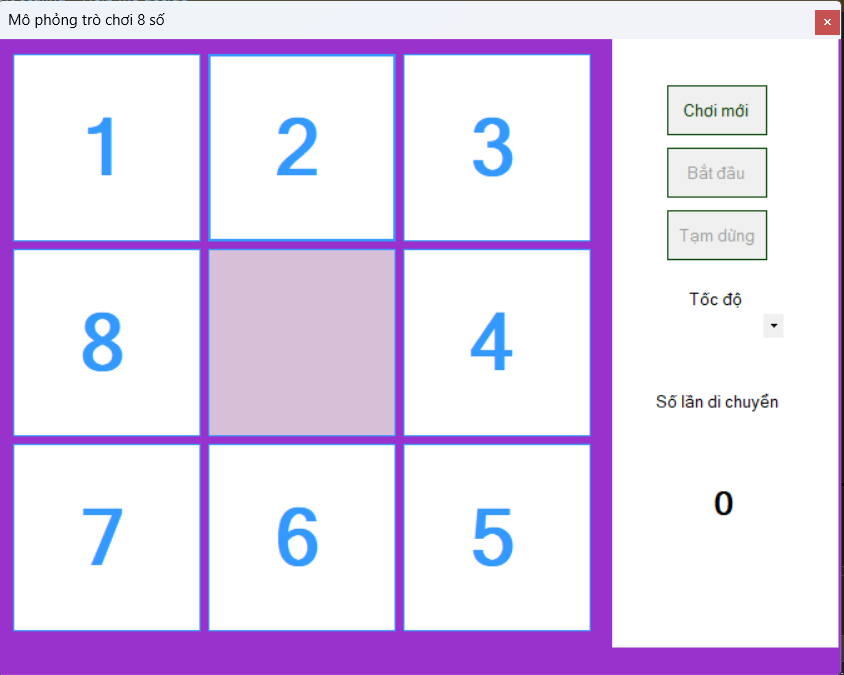 Mô phỏng trò chơi 8 số
1 2 3
8 4
7 6 5
Chơi mới
Bắt đầu
Tạm dừng
Tốc độ
Số lần di chuyển
0